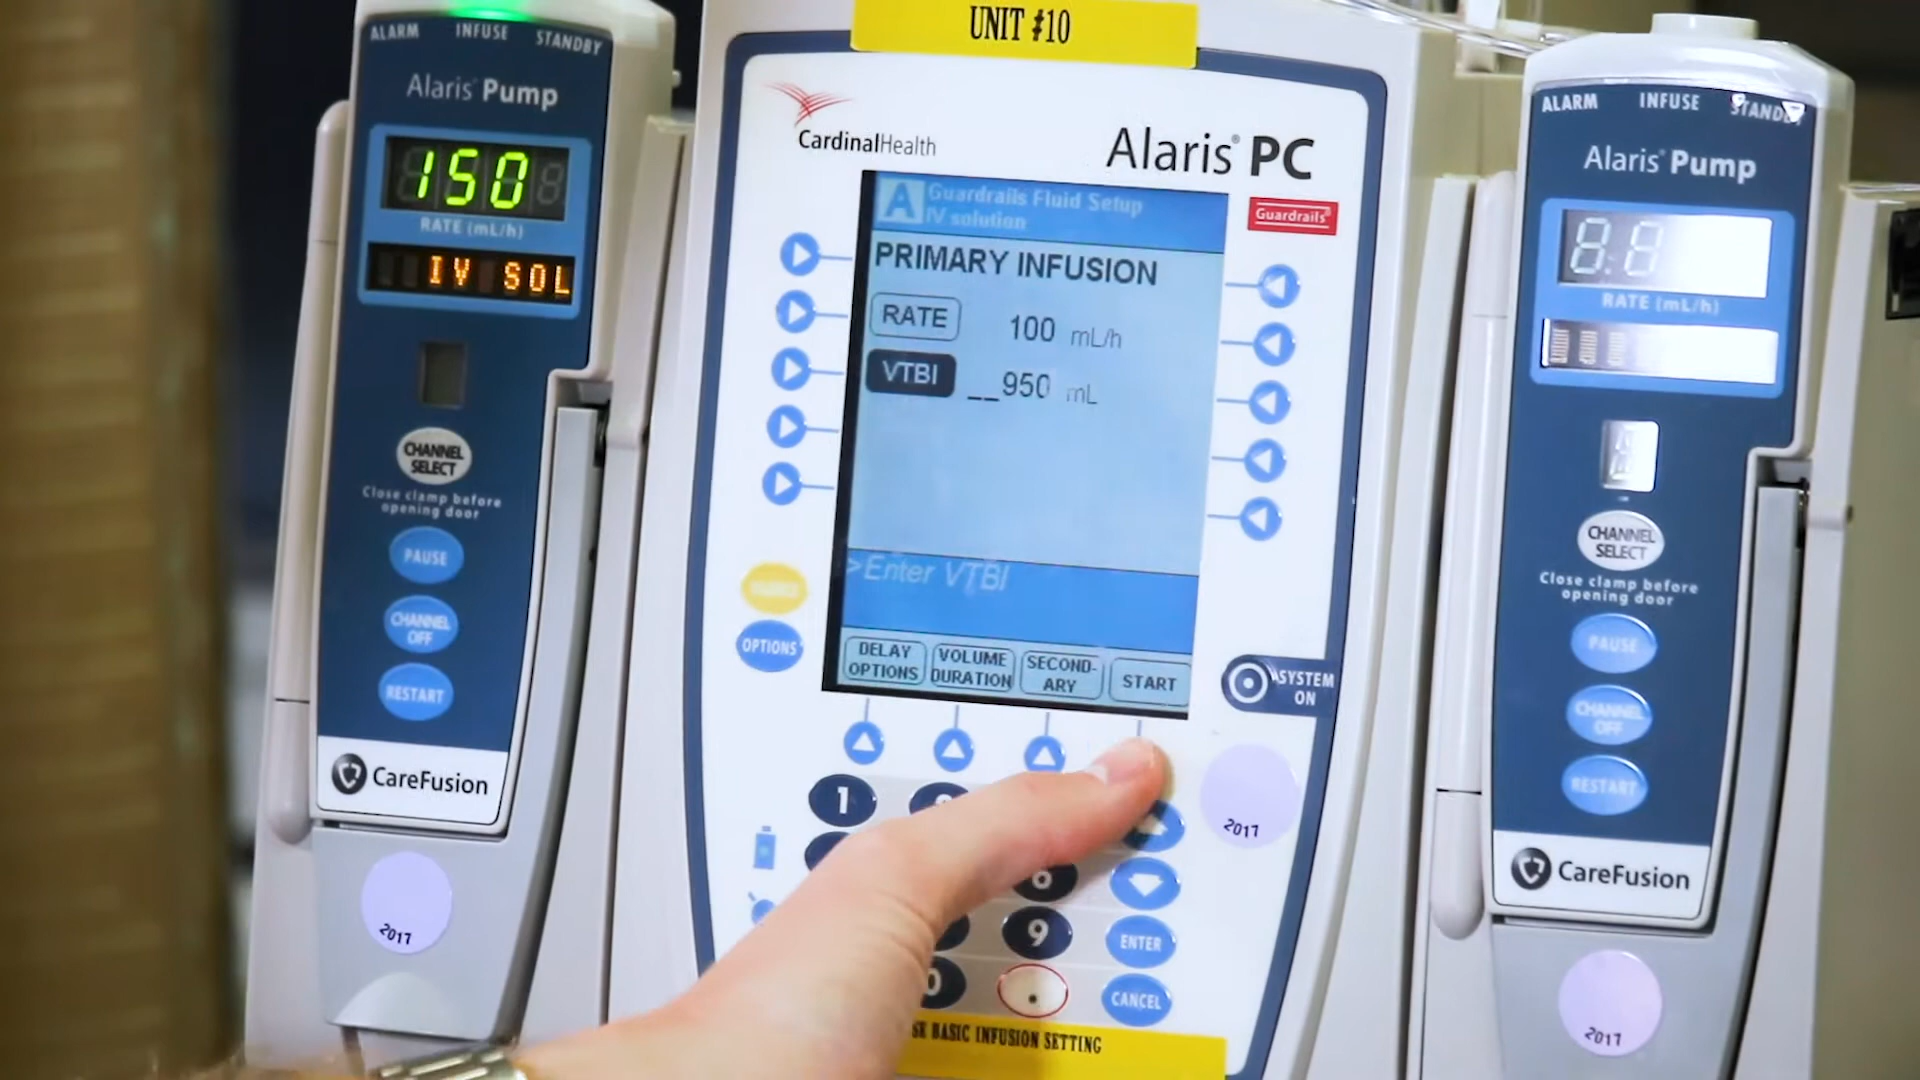 UNIT #10
ALARM INFUSE STANDBY
Alaris® Pump
150
RATE (mL/h)
IV SOL
CHANNEL
SELECT
Close clamp before
opening door
PAUSE
CHANNEL
OFF
RESTART
CareFusion
2017
CardinalHealth
Alaris® PC
Guardrails®
A Guardrails Fluid Setup
IV solution
PRIMARY INFUSION
RATE 100 mL/h
VTBI __950 mL
>Enter VTBI
OPTIONS
DELAY
OPTIONS
VOLUME
DURATION
SECOND-
ARY
START
SYSTEM
ON
1
9
ENTER
0
CANCEL
2017
BASIC INFUSION SETTING
ALARM INFUSE STANDBY
Alaris® Pump
RATE (mL/h)
CHANNEL
SELECT
Close clamp before
opening door
PAUSE
CHANNEL
OFF
RESTART
CareFusion
2017